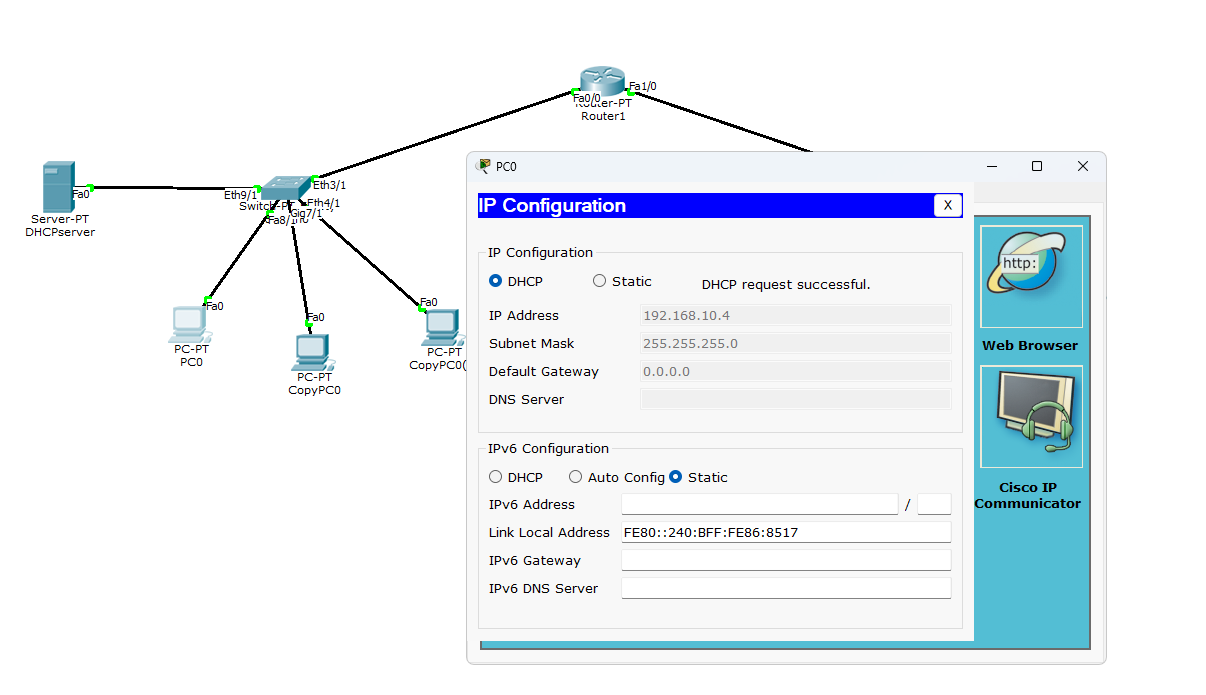 Fa1/0
Fa0/0
Router-PT
Router1
PC0
Fa0
Eth9/1
Eth3/1
Switch-PT
Eth4/1
Gig7/1
Fa8/1
Server-PT
DHCPserver
Fa0
PC-PT
PC0
Fa0
PC-PT
CopyPC0
Fa0
PC-PT
CopyPC0(
IP Configuration
X
IP Configuration
DHCP
Static
DHCP request successful.
IP Address
192.168.10.4
Subnet Mask
255.255.255.0
Default Gateway
0.0.0.0
DNS Server
IPv6 Configuration
DHCP
Auto Config
Static
IPv6 Address
/
Link Local Address
FE80::240:BFF:FE86:8517
IPv6 Gateway
IPv6 DNS Server
http:
Web Browser
Cisco IP
Communicator